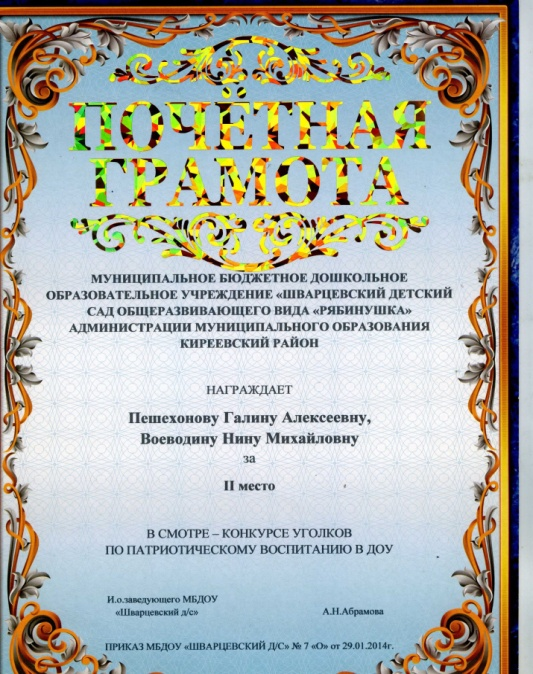 ПОЧЁТНАЯ
ГРАМОТА
МУНИЦИПАЛЬНОЕ БЮДЖЕТНОЕ ДОШКОЛЬНОЕ
ОБРАЗОВАТЕЛЬНОЕ УЧРЕЖДЕНИЕ «ШВАРЦЕВСКИЙ ДЕТСКИЙ
САД ОБЩЕРАЗВИВАЮЩЕГО ВИДА «РЯБИНУШКА»
АДМИНИСТРАЦИИ МУНИЦИПАЛЬНОГО ОБРАЗОВАНИЯ
КИРЕЕВСКИЙ РАЙОН
НАГРАЖДАЕТ
Пешехонову Галину Алексеевну,
Воеводину Нину Михайловну
за
II место
В СМОТРЕ – КОНКУРСЕ УГОЛКОВ
ПО ПАТРИОТИЧЕСКОМУ ВОСПИТАНИЮ В ДОУ
И.о.заведующего МБДОУ
«Шварцевский д/с» А.Н.Абрамова
ПРИКАЗ МБДОУ «ШВАРЦЕВСКИЙ Д/С» № 7 «О» от 29.01.2014г.